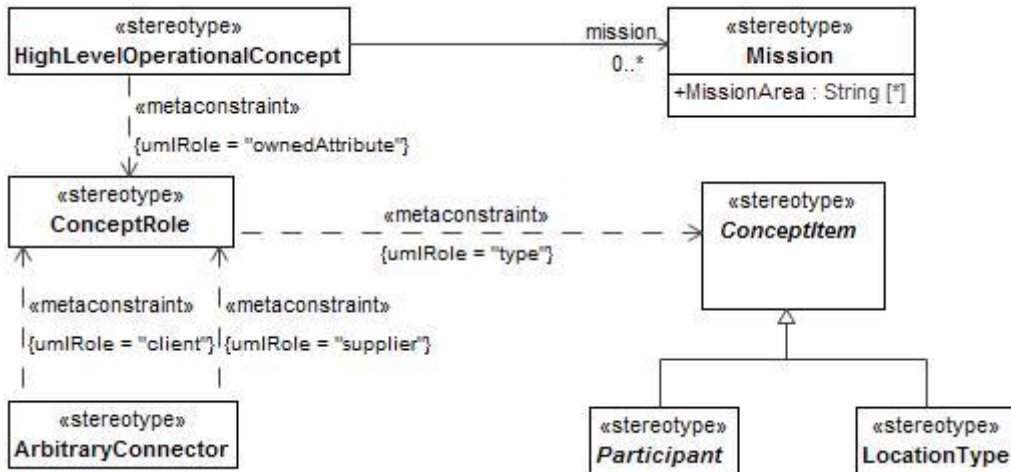 «stereotype»
HighLevelOperationalConcept
mission
0..*
«stereotype»
Mission
+MissionArea : String [*]
«metaconstraint»
{umlRole = "ownedAttribute"}
«stereotype»
ConceptRole
«metaconstraint»
{umlRole = "type"}
«stereotype»
ConceptItem
«metaconstraint»
{umlRole = "client"}
«metaconstraint»
{umlRole = "supplier"}
«stereotype»
ArbitraryConnector
«stereotype»
Participant
«stereotype»
LocationType